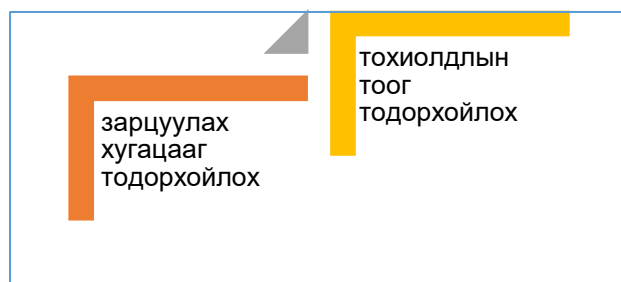 зарцуулах
хугацааг
тодорхойлох
тохиолдлын
тоог
тодорхойлох